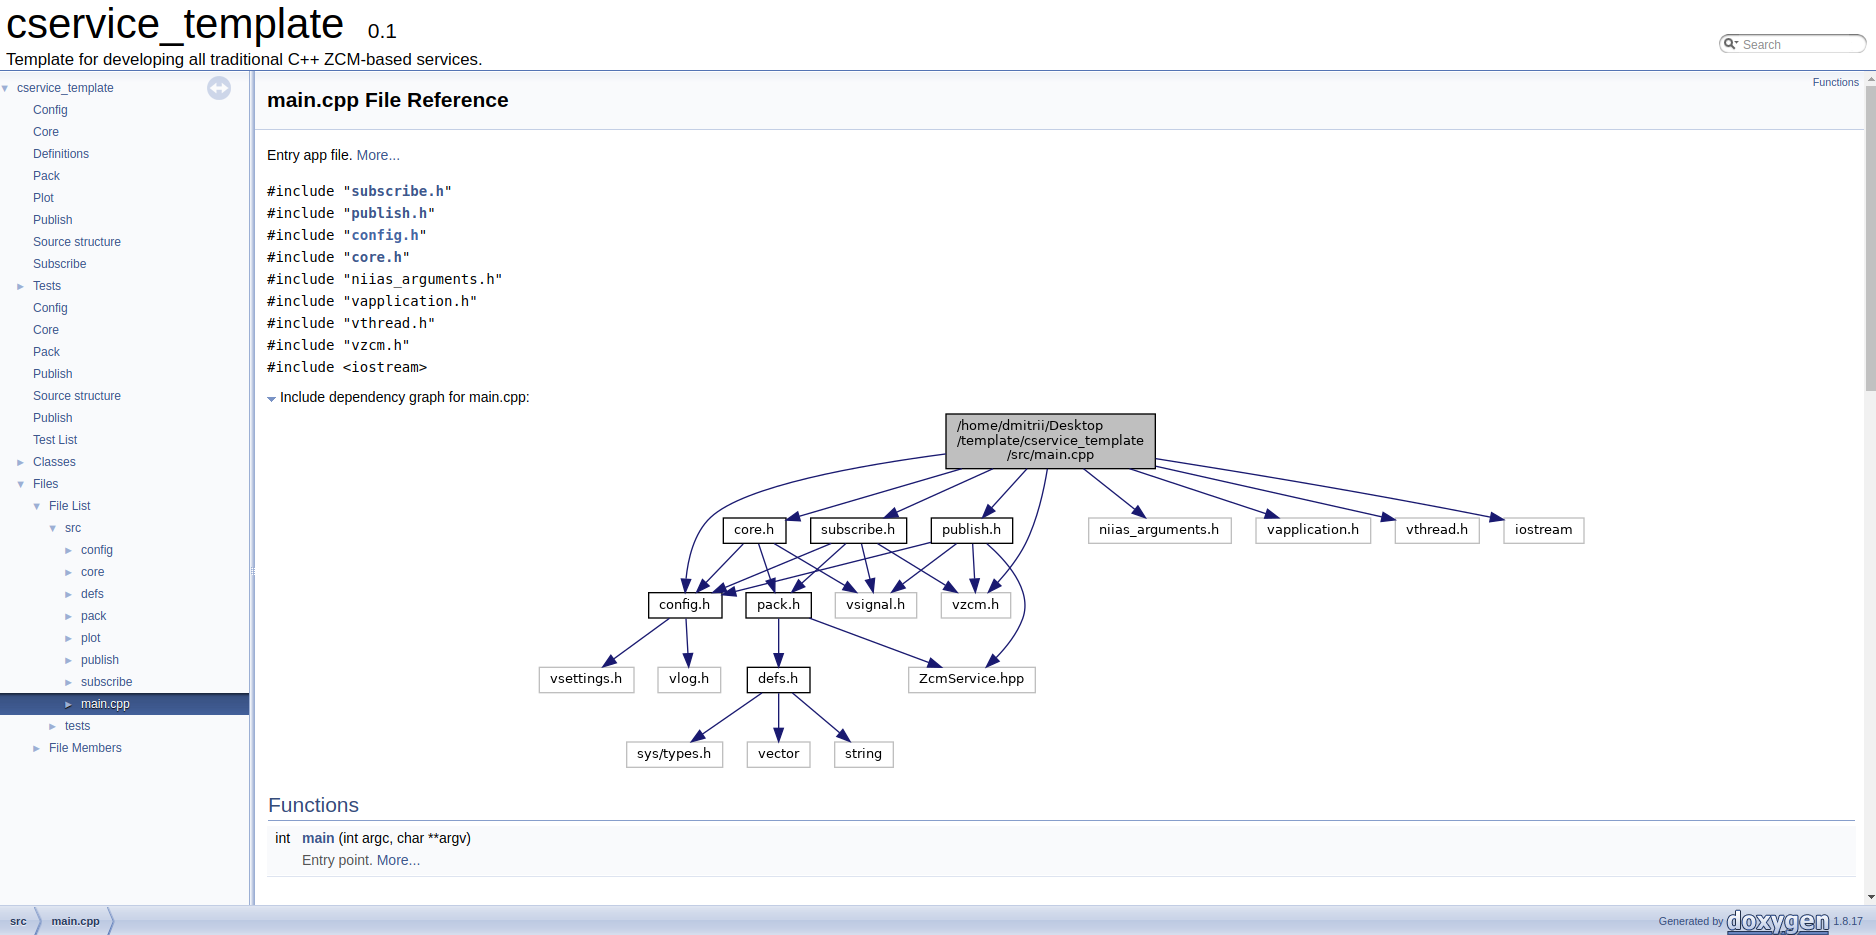 cservice_template 0.1
Template for developing all traditional C++ ZCM-based services.
Search
cservice_template
Config
Core
Definitions
Pack
Plot
Publish
Source structure
Subscribe
Tests
Config
Core
Pack
Publish
Source structure
Publish
Test List
Classes
Files
File List
src
config
core
defs
pack
plot
publish
subscribe
main.cpp
tests
File Members
Functions
main.cpp File Reference
Entry app file. More...
#include "subscribe.h"
#include "publish.h"
#include "config.h"
#include "core.h"
#include "niias_arguments.h"
#include "vapplication.h"
#include "vthread.h"
#include "vzcm.h"
#include <iostream>
Include dependency graph for main.cpp:
/home/dmitrii/Desktop
/template/cservice_template
/src/main.cpp
core.h subscribe.h publish.h niias_arguments.h vapplication.h vthread.h iostream
config.h pack.h vsignal.h vzcm.h
vsettings.h vlog.h defs.h ZcmService.hpp
sys/types.h vector string
Functions
int main (int argc, char **argv)
Entry point. More...
src main.cpp
Generated by doxygen 1.8.17